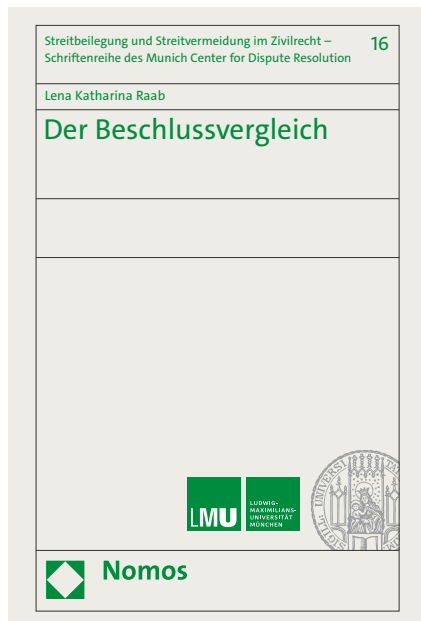 Streitbeilegung und Streitvermeidung im Zivilrecht –
Schriftenreihe des Munich Center for Dispute Resolution
16
Lena Katharina Raab
Der Beschlussvergleich
LMU
LUDWIG-
MAXIMILIANS-
UNIVERSITÄT
MÜNCHEN
Nomos